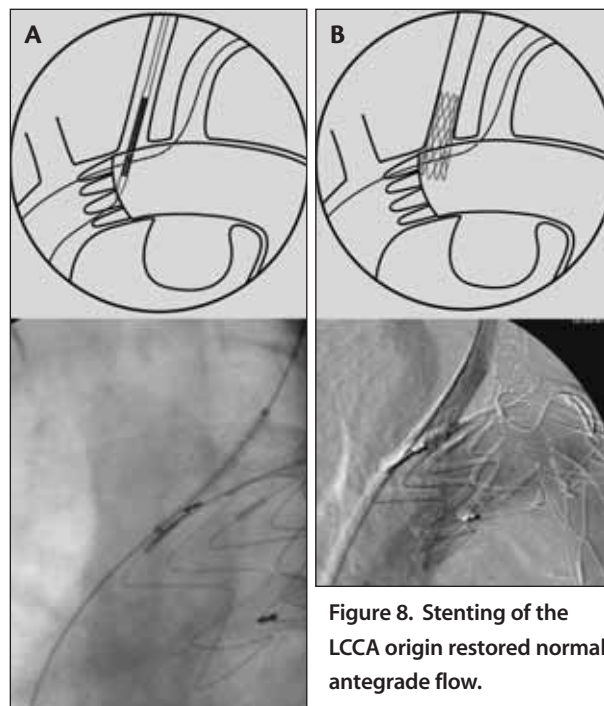 A
B
Figure 8. Stenting of the
LCCA origin restored normal
antegrade flow.